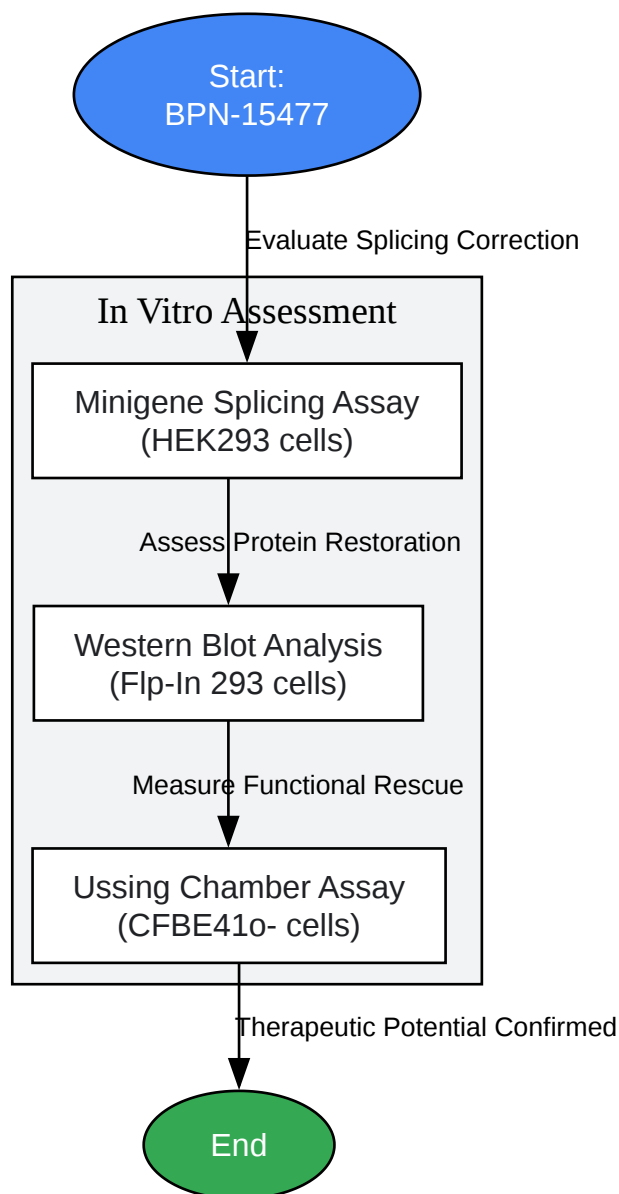 Start:
BPN-15477
Evaluate Splicing Correction
In Vitro Assessment
Minigene Splicing Assay
(HEK293 cells)
Assess Protein Restoration
Western Blot Analysis
(Flp-In 293 cells)
Measure Functional Rescue
Ussing Chamber Assay
(CFBE41o- cells)
Therapeutic Potential Confirmed
End